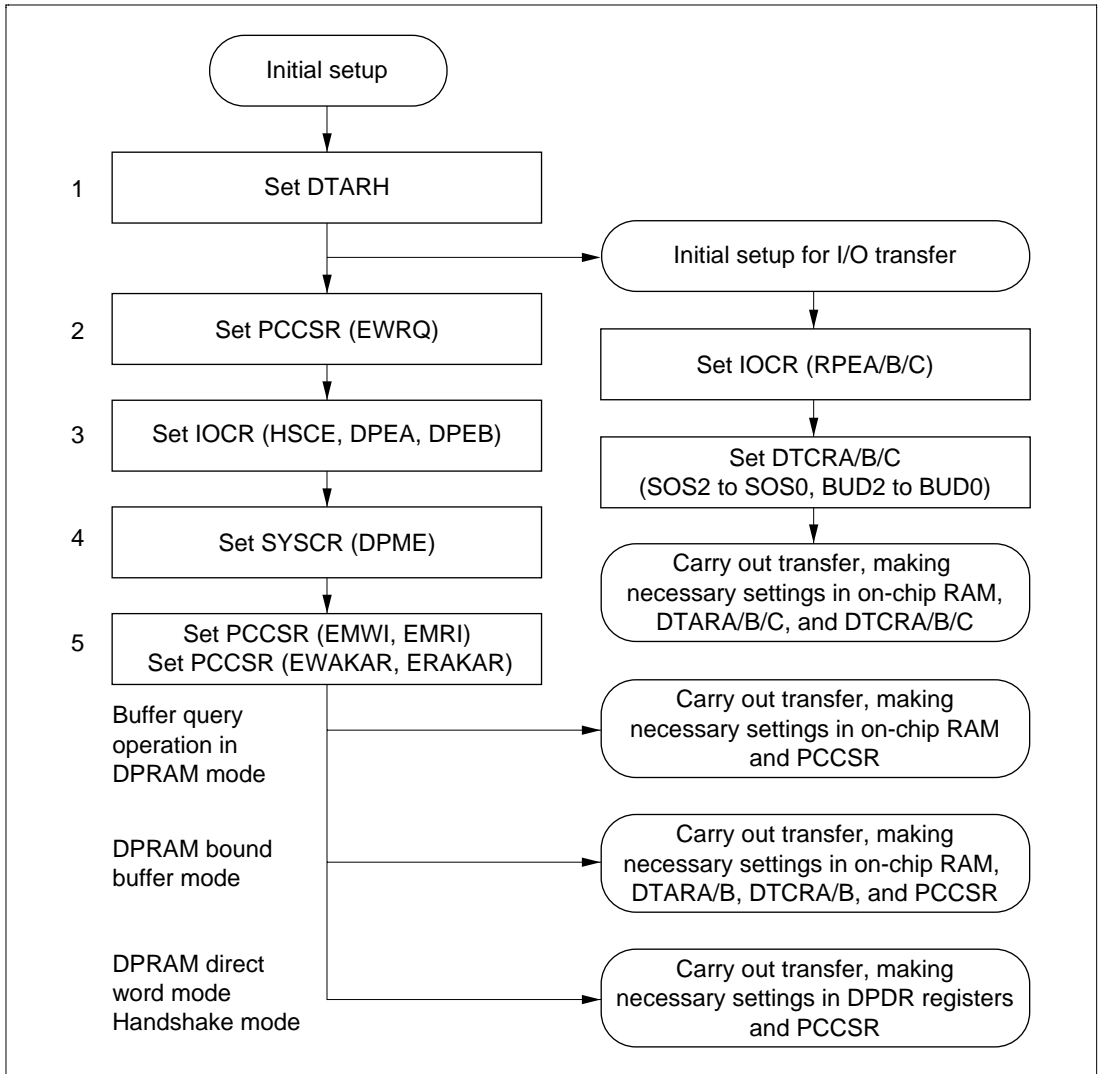 Initial setup
1
Set DTARH
Initial setup for I/O transfer
2
Set PCCSR (EWRQ)
Set IOCR (RPEA/B/C)
3
Set IOCR (HSCE, DPEA, DPEB)
Set DTCRA/B/C
(SOS2 to SOS0, BUD2 to BUD0)
4
Set SYSCR (DPME)
Carry out transfer, making
necessary settings in on-chip RAM,
DTARA/B/C, and DTCRA/B/C
5
Set PCCSR (EMWI, EMRI)
Set PCCSR (EWAKAR, ERAKAR)
Buffer query
operation in
DPRAM mode
Carry out transfer, making
necessary settings in on-chip RAM
and PCCSR
DPRAM bound
buffer mode
Carry out transfer, making
necessary settings in on-chip RAM,
DTARA/B, DTCRA/B, and PCCSR
DPRAM direct
word mode
Handshake mode
Carry out transfer, making
necessary settings in DPDR registers
and PCCSR